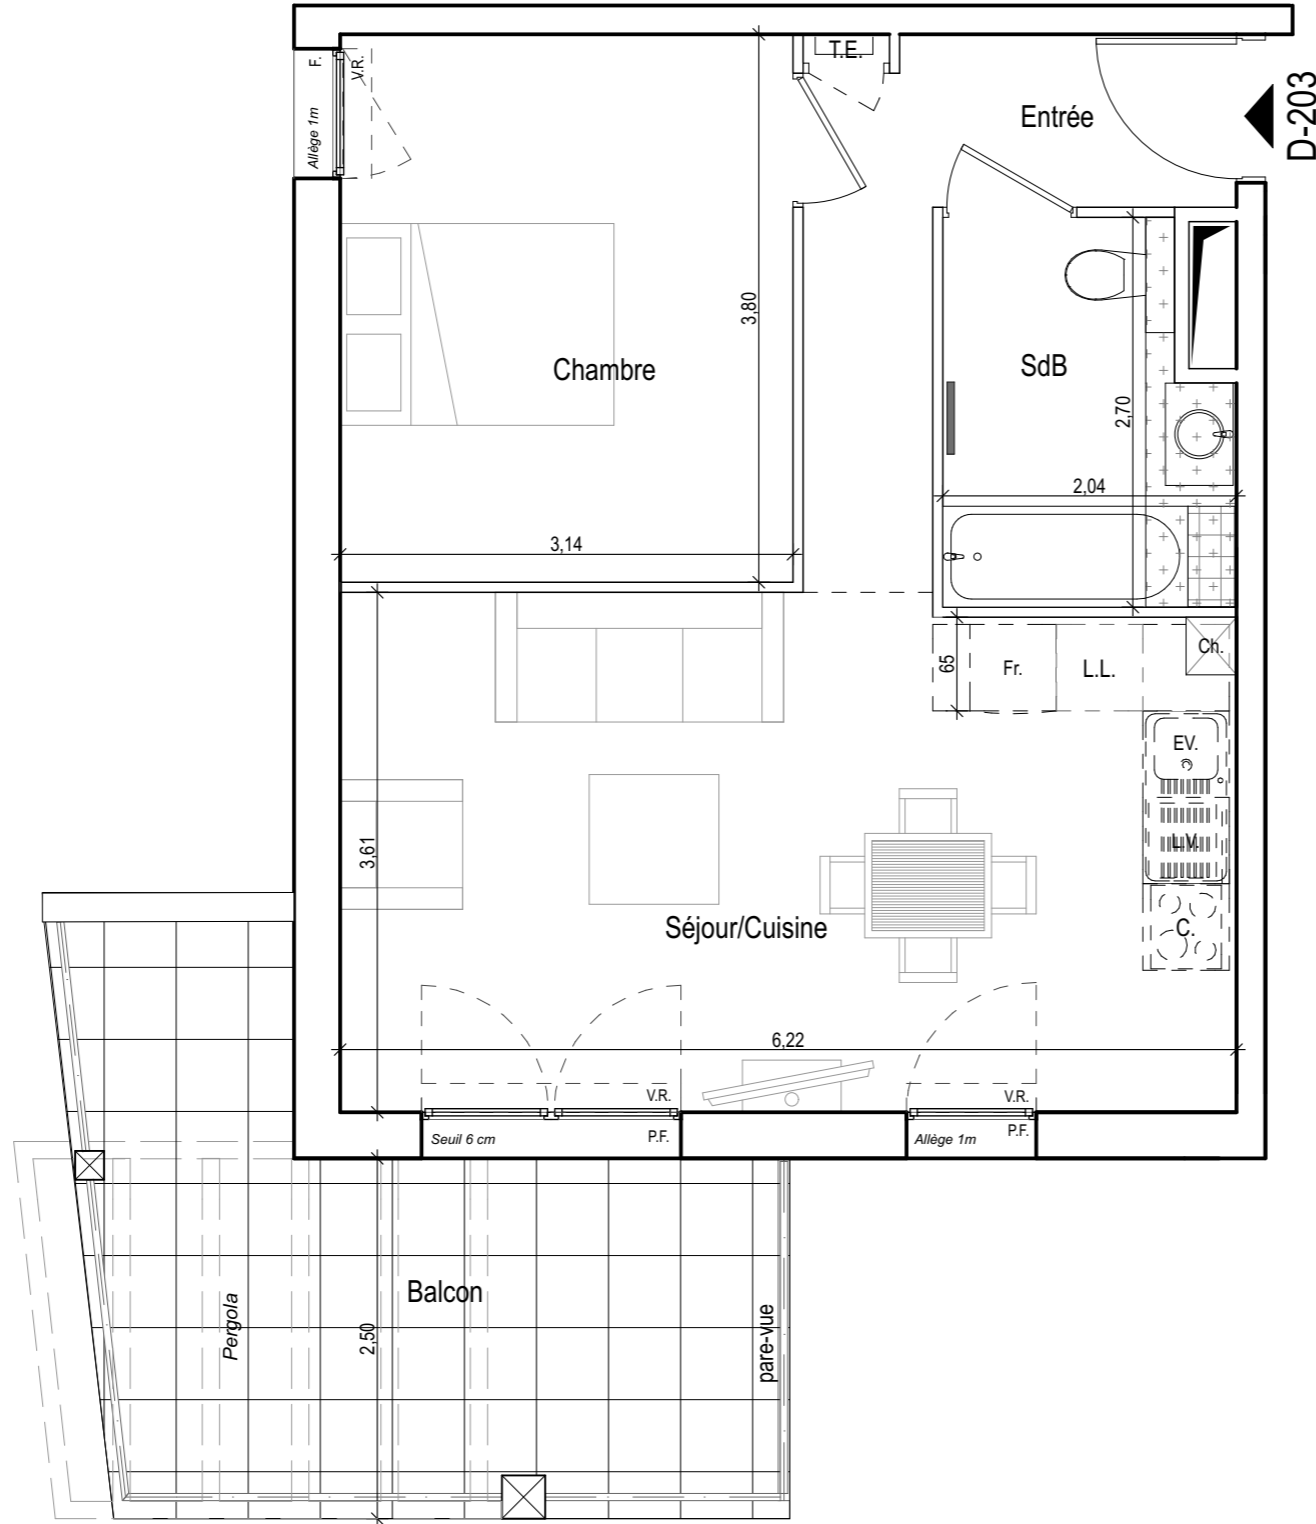 T.E.
F.
V.R.
Allège 1m
Entrée
D-203
3,80
Chambre
SdB
2,70
2,04
3,14
65
Fr.
L.L.
Ch.
EV.
L.V.
3,61
Séjour/Cuisine
C.
6,22
V.R.
V.R.
Seuil 6 cm
P.F.
Allège 1m
P.F.
Balcon
Pergola
2,50
pare-vue